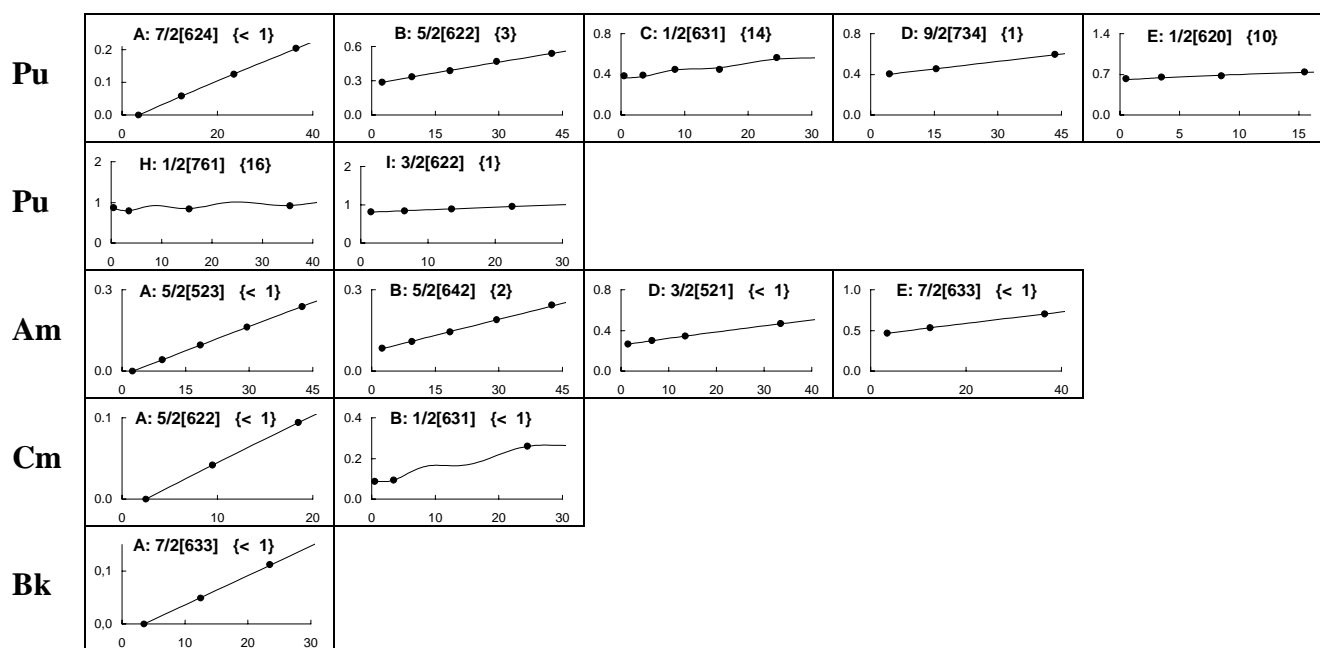 Pu
A: 7/2[624] {< 1}
0.2
0.1
0.0
0 20 40
B: 5/2[622] {3}
0.6
0.3
0.0
0 15 30 45
C: 1/2[631] {14}
0.8
0.4
0.0
0 10 20 30
D: 9/2[734] {1}
0.8
0.4
0.0
0 15 30 45
E: 1/2[620] {10}
1.4
0.7
0.0
0 5 10 15
Pu
H: 1/2[761] {16}
2
1
0
0 10 20 30 40
I: 3/2[622] {1}
2
1
0
0 10 20 30
Am
A: 5/2[523] {< 1}
0.3
0.0
0 15 30 45
B: 5/2[642] {2}
0.3
0.0
0 15 30 45
D: 3/2[521] {< 1}
0.8
0.4
0.0
0 10 20 30 40
E: 7/2[633] {< 1}
1.0
0.5
0.0
0 20 40
Cm
A: 5/2[622] {< 1}
0.1
0.0
0 10 20
B: 1/2[631] {< 1}
0.4
0.2
0.0
0 10 20 30
Bk
A: 7/2[633] {< 1}
0,1
0,0
0 10 20 30